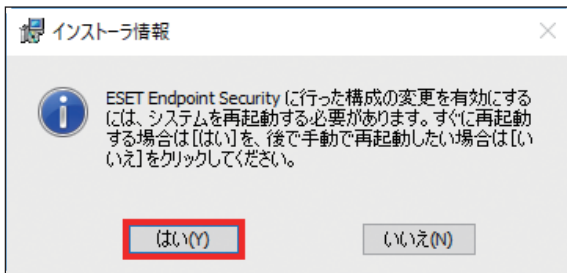 インストーラ情報
ESET Endpoint Security に行った構成の変更を有効にする
には、システムを再起動する必要があります。すぐに再起動
する場合は[はい]を、後で手動で再起動したい場合は[い
いえ]をクリックしてください。
はい(Y)
いいえ(N)